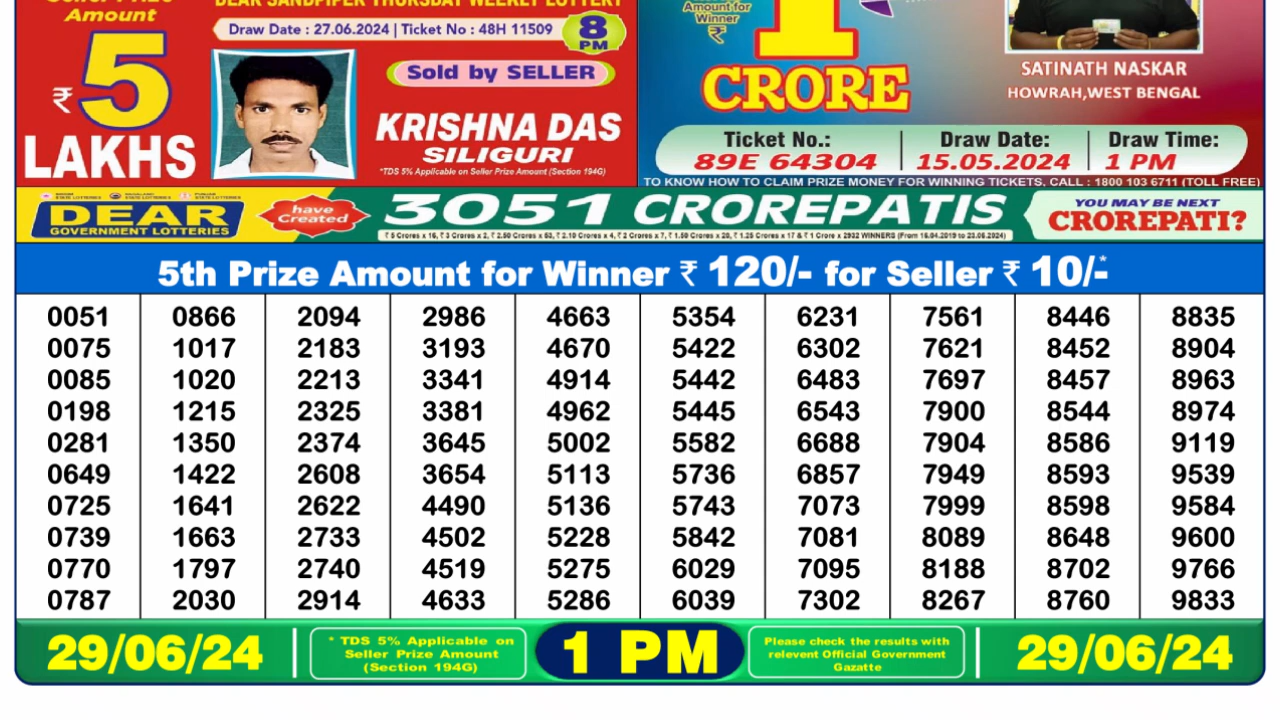 Seller Prize
Amount
₹ 5
LAKHS
DEAR SANDPIPER THURSDAY WEEKLY LOTTERY
Draw Date : 27.06.2024 | Ticket No : 48H 11509
8
PM
Sold by SELLER
KRISHNA DAS
SILIGURI
*TDS 5% Applicable on Seller Prize Amount (Section 194G)
Amount for
Winner
₹
1
CRORE
SATINATH NASKAR
HOWRAH,WEST BENGAL
Ticket No.: Draw Date: Draw Time:
89E 64304 15.05.2024 1 PM
TO KNOW HOW TO CLAIM PRIZE MONEY FOR WINNING TICKETS, CALL : 1800 103 6711 (TOLL FREE)
DEAR
GOVERNMENT LOTTERIES
have
Created
3051 CROREPATIS
YOU MAY BE NEXT
CROREPATI?
5th Prize Amount for Winner ₹ 120/- for Seller ₹ 10/-*
0051 0866 2094 2986 4663 5354 6231 7561 8446 8835
0075 1017 2183 3193 4670 5422 6302 7621 8452 8904
0085 1020 2213 3341 4914 5442 6483 7697 8457 8963
0198 1215 2325 3381 4962 5445 6543 7900 8544 8974
0281 1350 2374 3645 5002 5582 6688 7904 8586 9119
0649 1422 2608 3654 5113 5736 6857 7949 8593 9539
0725 1641 2622 4490 5136 5743 7073 7999 8598 9584
0739 1663 2733 4502 5228 5842 7081 8089 8648 9600
0770 1797 2740 4519 5275 6029 7095 8188 8702 9766
0787 2030 2914 4633 5286 6039 7302 8267 8760 9833
29/06/24
* TDS 5% Applicable on
Seller Prize Amount
(Section 194G)
1 PM
Please check the results with
relevent Official Government
Gazatte
29/06/24